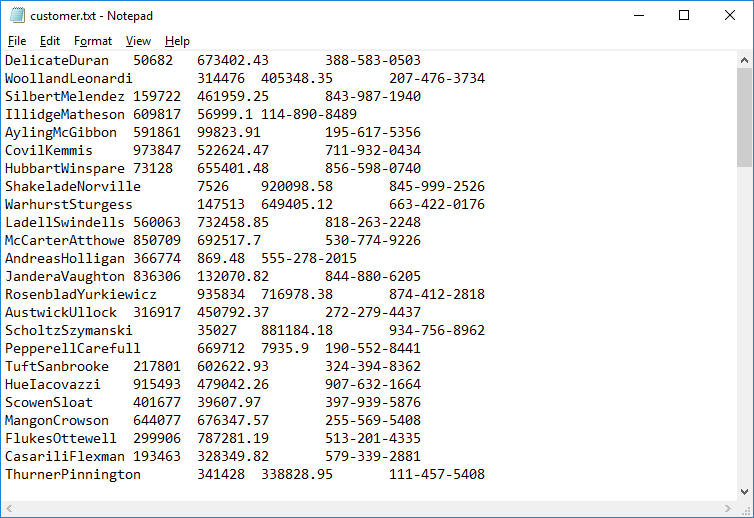 customer.txt - Notepad
File Edit Format View Help
DelicateDuran 50682 673402.43 388-583-0503
WoollandLeonardi 314476 405348.35 207-476-3734
SilbertMelendez 159722 461959.25 843-987-1940
IllidgeMatheson 609817 56999.1 114-890-8489
AylingMcGibbon 591861 99823.91 195-617-5356
CovilKemmis 973847 522624.47 711-932-0434
HubbartWinspare 73128 655401.48 856-598-0740
ShakeladeNorville 7526 920098.58 845-999-2526
WarhurstSturgess 147513 649405.12 663-422-0176
LadellSwindells 560063 732458.85 818-263-2248
McCarterAtthowe 850709 692517.7 530-774-9226
AndreasHolligan 366774 869.48 555-278-2015
JanderaVaughton 836306 132070.82 844-880-6205
RosenbladYurkiewicz 935834 716978.38 874-412-2818
AustwickUllock 316917 450792.37 272-279-4437
ScholtzSzymanski 35027 881184.18 934-756-8962
PepperellCarefull 669712 7935.9 190-552-8441
TuftSanbrooke 217801 602622.93 324-394-8362
HueIacovazzi 915493 479042.26 907-632-1664
ScowenSloat 401677 39607.97 397-939-5876
MangonCrowson 644077 676347.57 255-569-5408
FlukesOttewell 299906 787281.19 513-201-4335
CasariliFlexman 193463 328349.82 579-339-2881
ThurnerPinnington 341428 338828.95 111-457-5408